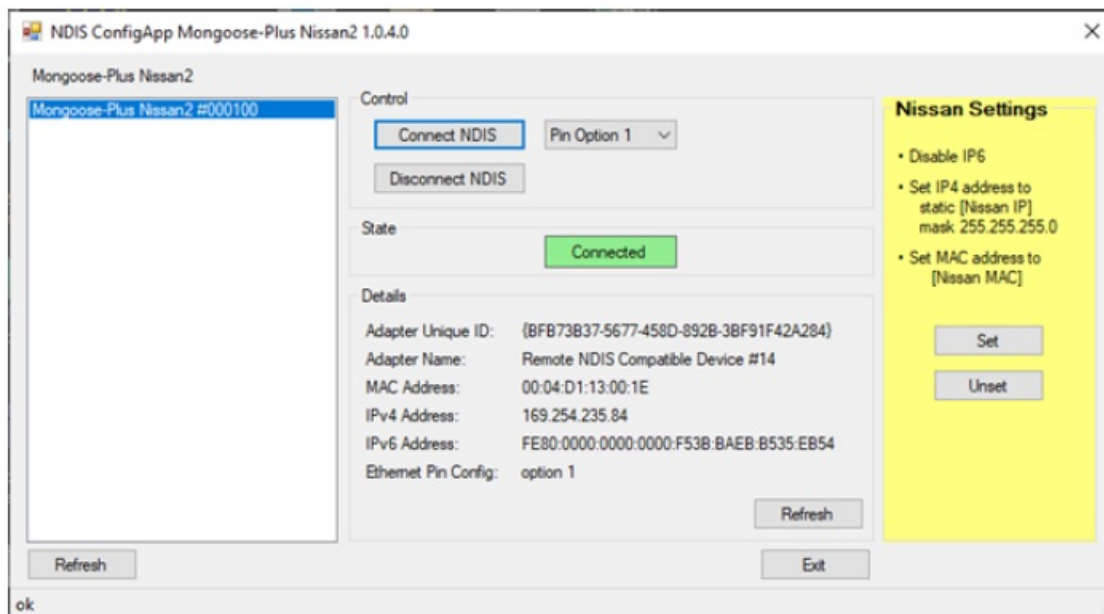 NDIS ConfigApp Mongoose-Plus Nissan2 1.0.4.0
Mongoose-Plus Nissan2
Mongoose-Plus Nissan2 #000100
Control
Connect NDIS
Pin Option 1
Disconnect NDIS
State
Connected
Details
Adapter Unique ID: {BFB73B37-5677-458D-892B-3BF91F42A284}
Adapter Name: Remote NDIS Compatible Device #14
MAC Address: 00:04:D1:13:00:1E
IPv4 Address: 169.254.235.84
IPv6 Address: FE80:0000:0000:0000:F53B:BAEB:B535:EB54
Ethernet Pin Config: option 1
Refresh
Nissan Settings
• Disable IP6
• Set IP4 address to
static [Nissan IP]
mask 255.255.255.0
• Set MAC address to
[Nissan MAC]
Set
Unset
Refresh
Exit
ok